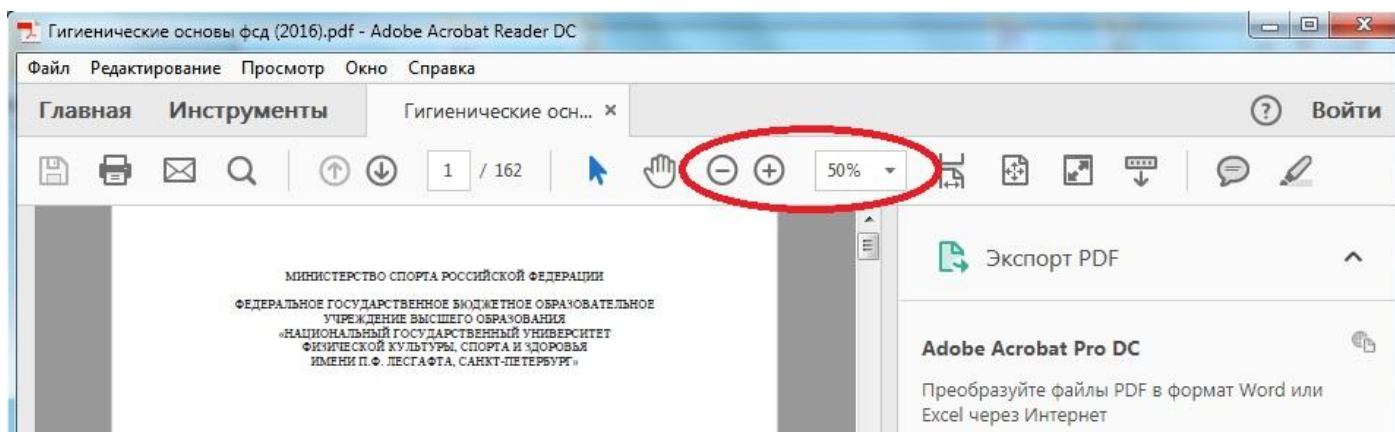 Гигиенические основы фсд (2016).pdf - Adobe Acrobat Reader DC
Файл Редактирование Просмотр Окно Справка
Главная Инструменты Гигиенические осн... × ? Войти
1 / 162 50%
МИНИСТЕРСТВО СПОРТА РОССИЙСКОЙ ФЕДЕРАЦИИ
ФЕДЕРАЛЬНОЕ ГОСУДАРСТВЕННОЕ БЮДЖЕТНОЕ ОБРАЗОВАТЕЛЬНОЕ
УЧРЕЖДЕНИЕ ВЫСШЕГО ОБРАЗОВАНИЯ
«НАЦИОНАЛЬНЫЙ ГОСУДАРСТВЕННЫЙ УНИВЕРСИТЕТ
ФИЗИЧЕСКОЙ КУЛЬТУРЫ, СПОРТА И ЗДОРОВЬЯ
ИМЕНИ П.Ф. ЛЕСГАФТА, САНКТ-ПЕТЕРБУРГ»
Экспорт PDF
Adobe Acrobat Pro DC
Преобразуйте файлы PDF в формат Word или
Excel через Интернет